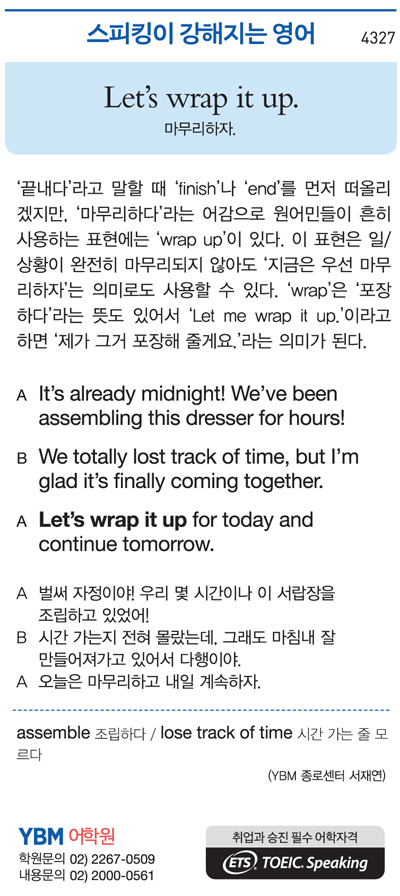 스피킹이 강해지는 영어 4327
Let's wrap it up.
마무리하자.
‘끝내다’라고 말할 때 ‘finish’나 ‘end’를 먼저 떠올리
겠지만, ‘마무리하다’라는 어감으로 원어민들이 흔히
사용하는 표현에는 ‘wrap up’이 있다. 이 표현은 일/
상황이 완전히 마무리되지 않아도 ‘지금은 우선 마무
리하자’는 의미로도 사용할 수 있다. ‘wrap’은 ‘포장
하다’라는 뜻도 있어서 ‘Let me wrap it up.’이라고
하면 ‘제가 그거 포장해 줄게요.’라는 의미가 된다.
A It’s already midnight! We’ve been
assembling this dresser for hours!
B We totally lost track of time, but I’m
glad it’s finally coming together.
A Let’s wrap it up for today and
continue tomorrow.
A 벌써 자정이야! 우리 몇 시간이나 이 서랍장을
조립하고 있었어!
B 시간 가는지 전혀 몰랐는데, 그래도 마침내 잘
만들어져가고 있어서 다행이야.
A 오늘은 마무리하고 내일 계속하자.
assemble 조립하다 / lose track of time 시간 가는 줄 모
르다
(YBM 종로센터 서재연)
YBM 어학원
학원문의 02) 2267-0509
내용문의 02) 2000-0561
취업과 승진 필수 어학자격
ETS TOEIC. Speaking